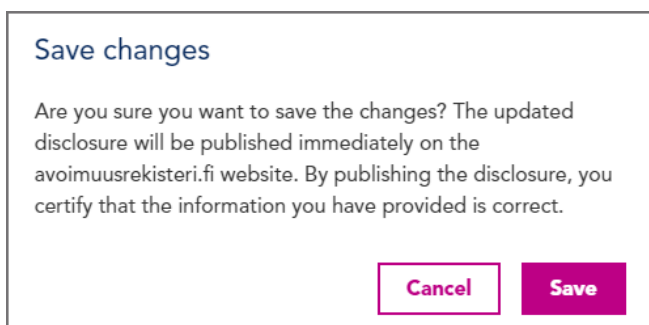 Save changes
Are you sure you want to save the changes? The updated
disclosure will be published immediately on the
avoimuusrekisteri.fi website. By publishing the disclosure, you
certify that the information you have provided is correct.
Cancel
Save